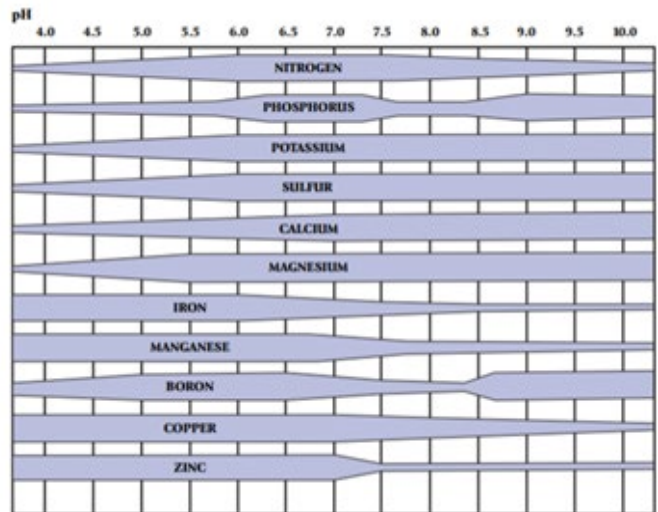 pH
4.0 4.5 5.0 5.5 6.0 6.5 7.0 7.5 8.0 8.5 9.0 9.5 10.0
NITROGEN
PHOSPHORUS
POTASSIUM
SULFUR
CALCIUM
MAGNESIUM
IRON
MANGANESE
BORON
COPPER
ZINC